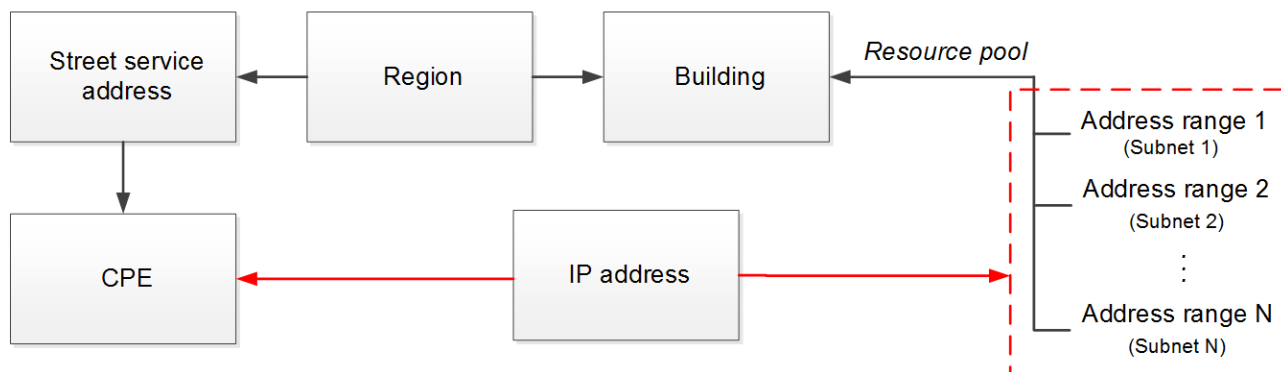 Street service
address
Region
Building
Resource pool
Address range 1
(Subnet 1)
Address range 2
(Subnet 2)
⋮
Address range N
(Subnet N)
CPE
IP address